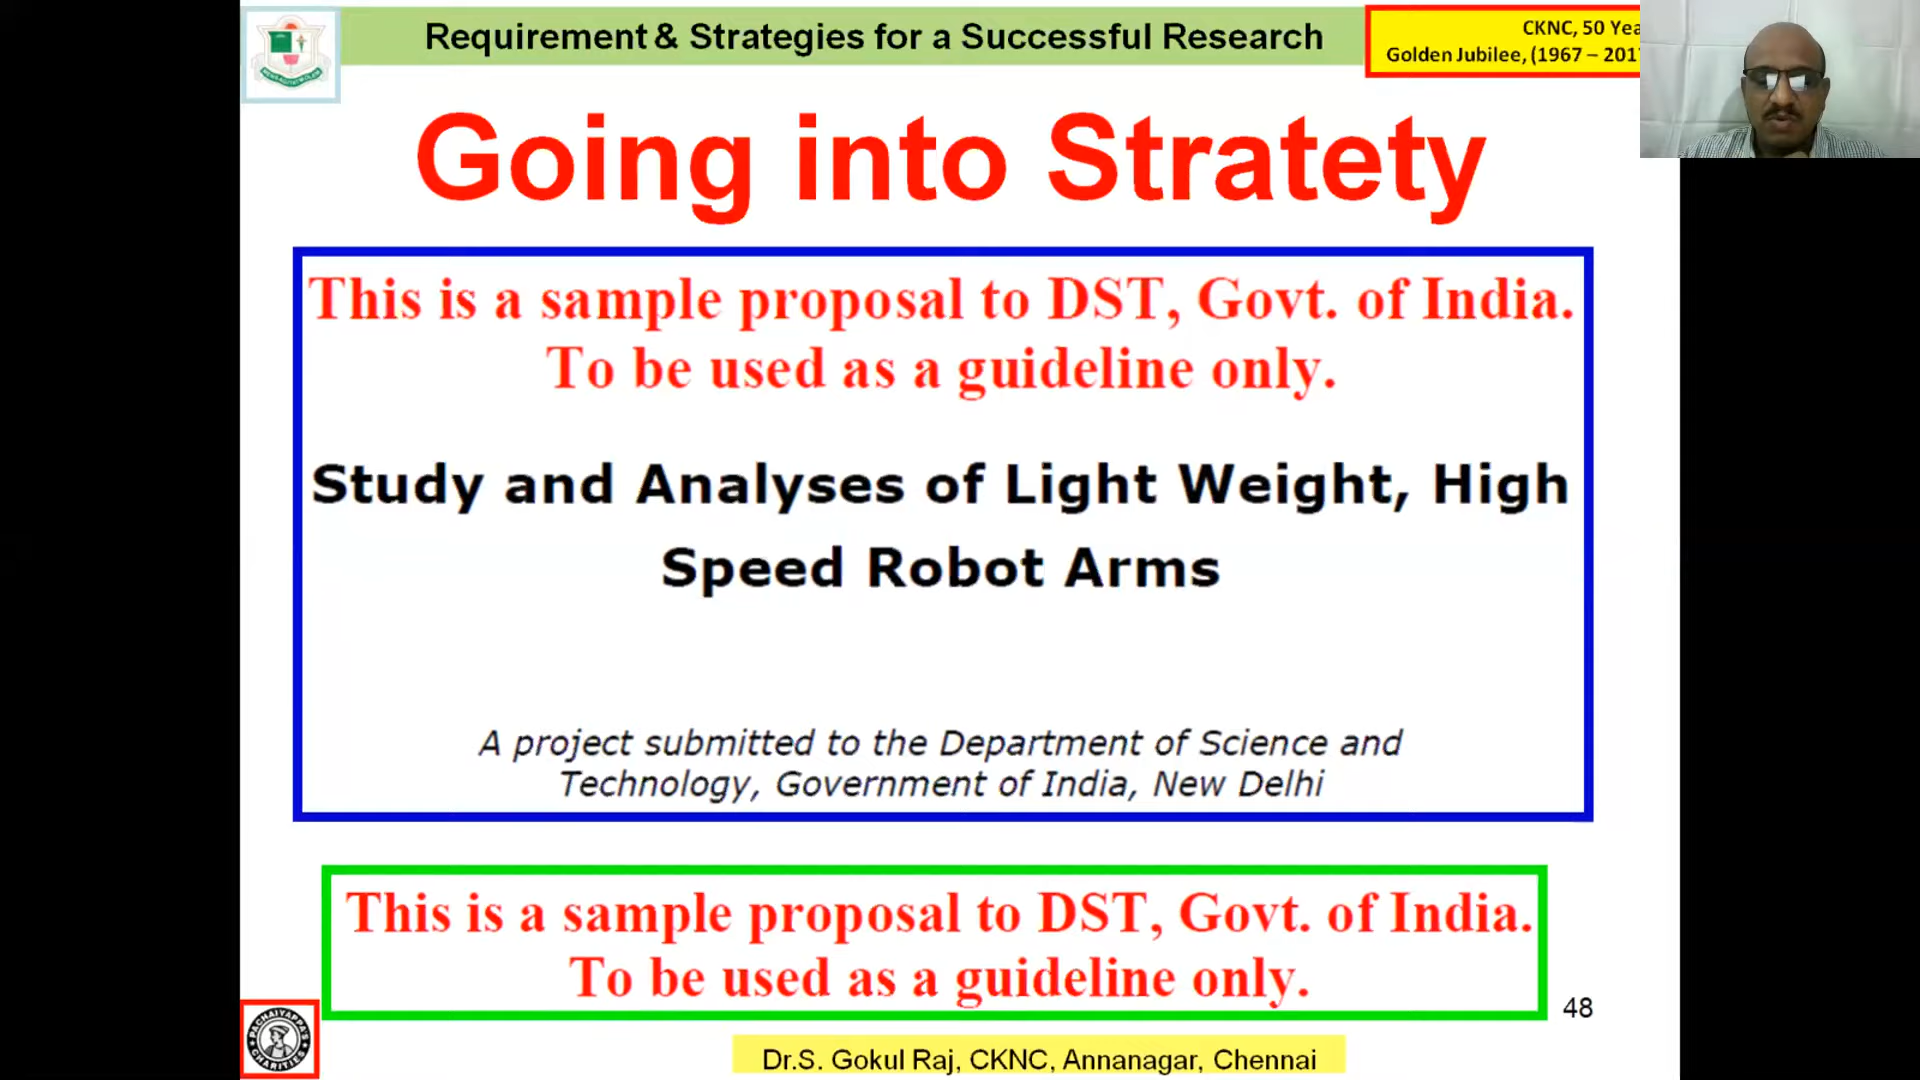 Requirement & Strategies for a Successful Research
CKNC, 50 Yea
Golden Jubilee, (1967 – 201
Going into Stratety
This is a sample proposal to DST, Govt. of India.
To be used as a guideline only.
Study and Analyses of Light Weight, High
Speed Robot Arms
A project submitted to the Department of Science and
Technology, Government of India, New Delhi
This is a sample proposal to DST, Govt. of India.
To be used as a guideline only.
48
PACHAIYAPPA'S
CHARITIES
Dr.S. Gokul Raj, CKNC, Annanagar, Chennai